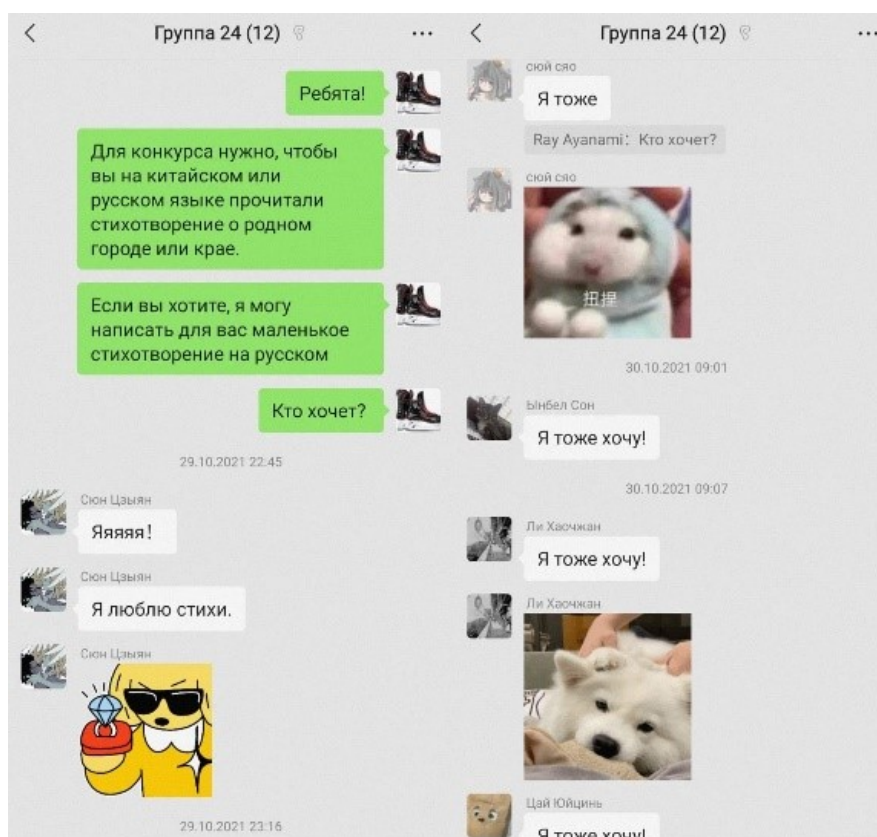 Группа 24 (12)
Ребята!
Для конкурса нужно, чтобы
вы на китайском или
русском языке прочитали
стихотворение о родном
городе или крае.
Если вы хотите, я могу
написать для вас маленькое
стихотворение на русском
Кто хочет?
29.10.2021 22:45
Сюн Цзыян
Яяяяя!
Сюн Цзыян
Я люблю стихи.
Сюн Цзыян
29.10.2021 23:16
Группа 24 (12)
сюй сяо
Я тоже
Ray Ayanami: Кто хочет?
сюй сяо
扭捏
30.10.2021 09:01
Ынбел Сон
Я тоже хочу!
30.10.2021 09:07
Ли Хаочжан
Я тоже хочу!
Ли Хаочжан
Цай Юйцинь
Я тоже хочу!